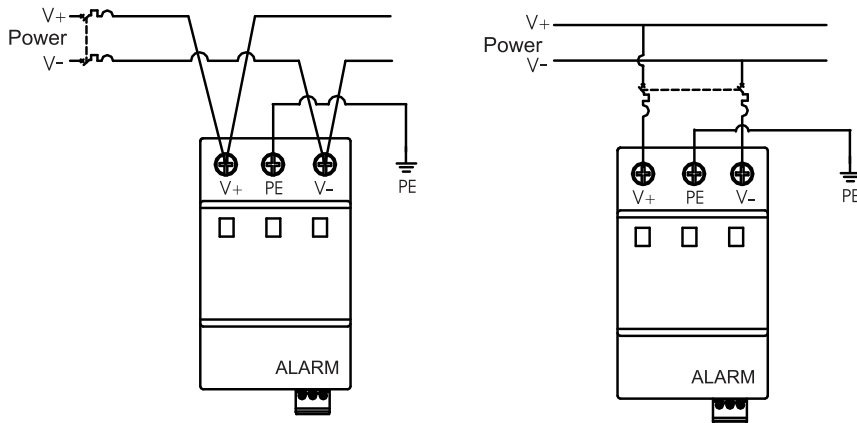 V+
Power
V-
V+ PE V-
PE
ALARM
V+
Power
V-
V+ PE V-
PE
ALARM